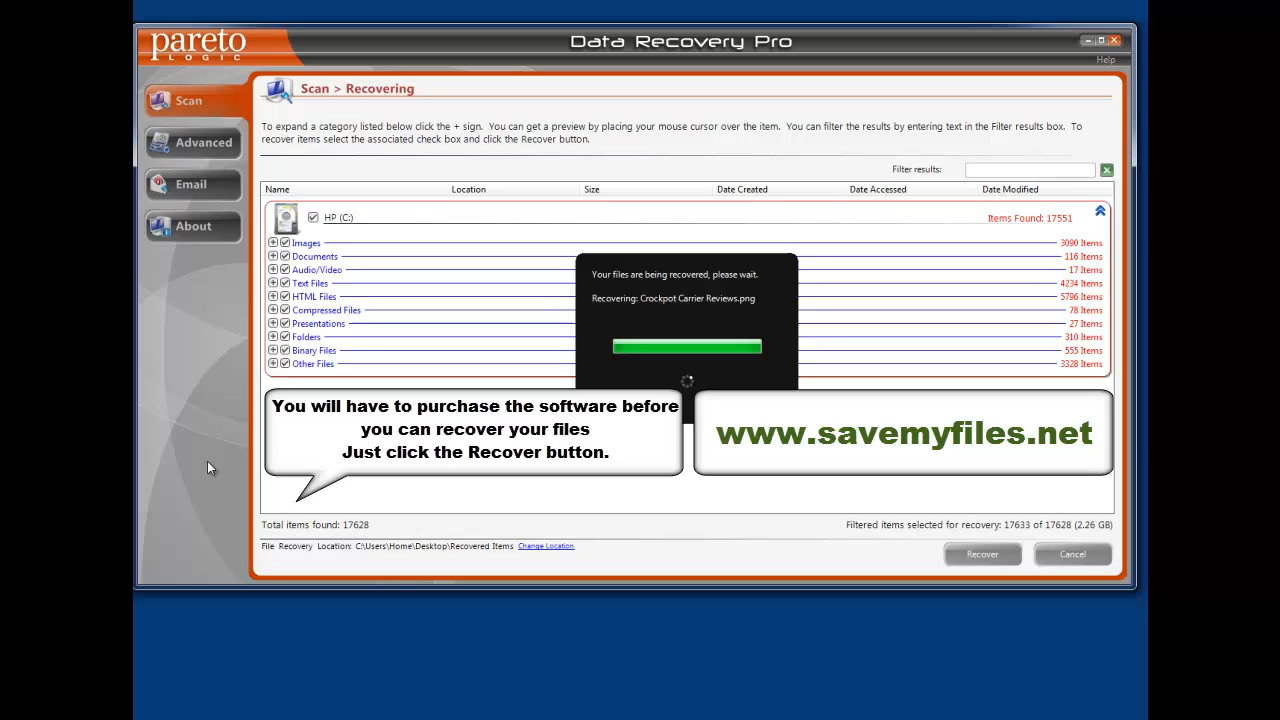 pareto
LOGIC
Data Recovery Pro
Help
Scan
Advanced
Email
About
Scan > Recovering
To expand a category listed below click the + sign. You can get a preview by placing your mouse cursor over the item. You can filter the results by entering text in the Filter results box. To
recover items select the associated check box and click the Recover button.
Filter results:
Name Location Size Date Created Date Accessed Date Modified
HP (C:) Items Found: 17551
Images 3090 Items
Documents 116 Items
Audio/Video 17 Items
Text Files 4234 Items
HTML Files 5796 Items
Compressed Files 78 Items
Presentations 27 Items
Folders 310 Items
Binary Files 555 Items
Other Files 3328 Items
Your files are being recovered, please wait.
Recovering: Crockpot Carrier Reviews.png
You will have to purchase the software before
you can recover your files
Just click the Recover button.
www.savemyfiles.net
Total items found: 17628 Filtered items selected for recovery: 17633 of 17628 (2.26 GB)
File Recovery Location: C:\Users\Home\Desktop\Recovered Items Change Location
Recover Cancel